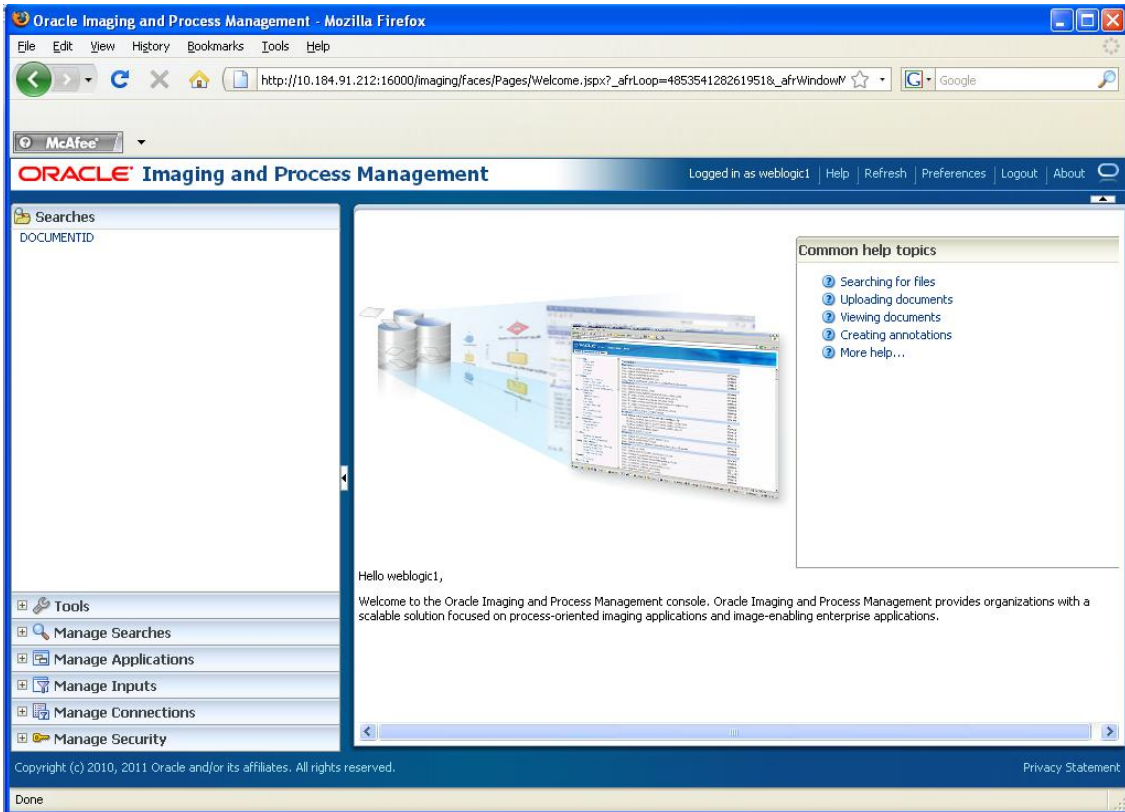 Oracle Imaging and Process Management - Mozilla Firefox
File Edit View History Bookmarks Tools Help
http://10.184.91.212:16000/imaging/faces/Pages/Welcome.jspx?_afrLoop=4853541282619518&_afrWindowM
Google
McAfee
ORACLE Imaging and Process Management
Logged in as weblogic1 Help Refresh Preferences Logout About
Searches
DOCUMENTID
Common help topics
Searching for files
Uploading documents
Viewing documents
Creating annotations
More help...
Hello weblogic1,
Welcome to the Oracle Imaging and Process Management console. Oracle Imaging and Process Management provides organizations with a
scalable solution focused on process-oriented imaging applications and image-enabling enterprise applications.
Tools
Manage Searches
Manage Applications
Manage Inputs
Manage Connections
Manage Security
Copyright (c) 2010, 2011 Oracle and/or its affiliates. All rights reserved.
Privacy Statement
Done